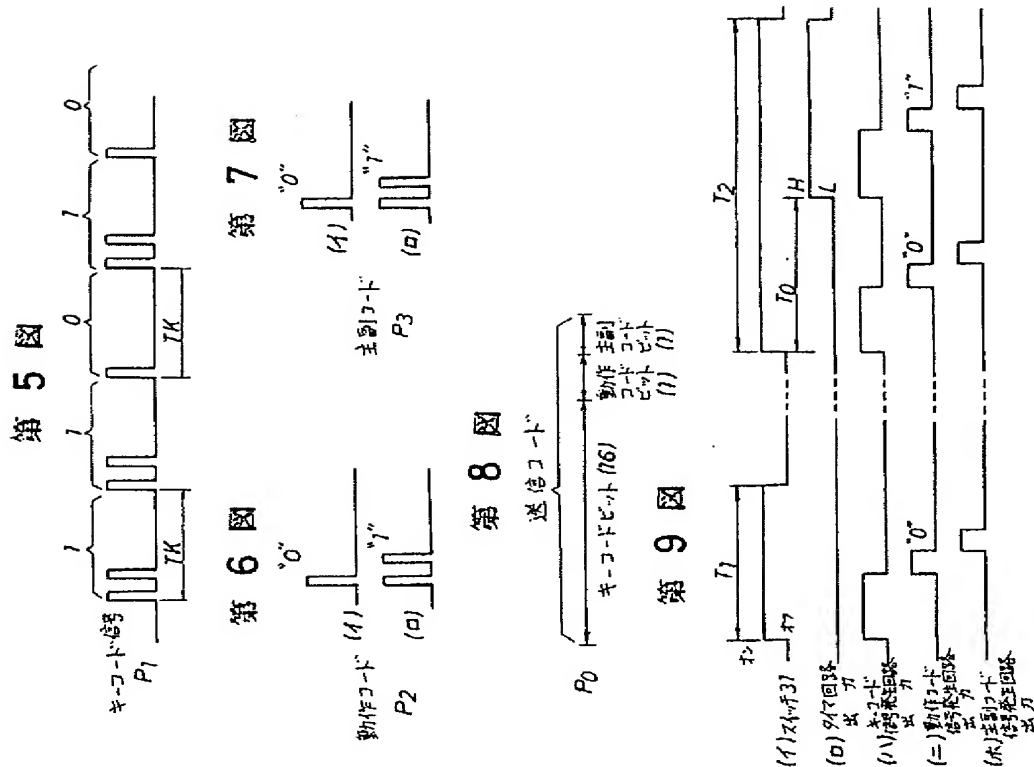 第 5 図
1 1 0 1 0
キーコード信号
P1
TK
TK
第 6 図
動作コード
P2
(イ)
"0"
(ロ)
"1"
第 7 図
主副コード
P3
(イ)
"0"
(ロ)
"1"
第 8 図
送信コード
P0
キーコードビット(16)
動作
コード
ビット
(1)
主副
コード
ビット
(1)
第 9 図
T1
T2
オン
オフ
(イ)スイッチ37
T0
H
L
(ロ)タイマ回路
出 力
(ハ)キーコード
信号発生回路
出 力
"0"
"0"
"1"
(ニ)動作コード
信号発生回路
出 力
(ホ)主副コード
信号発生回路
出 力